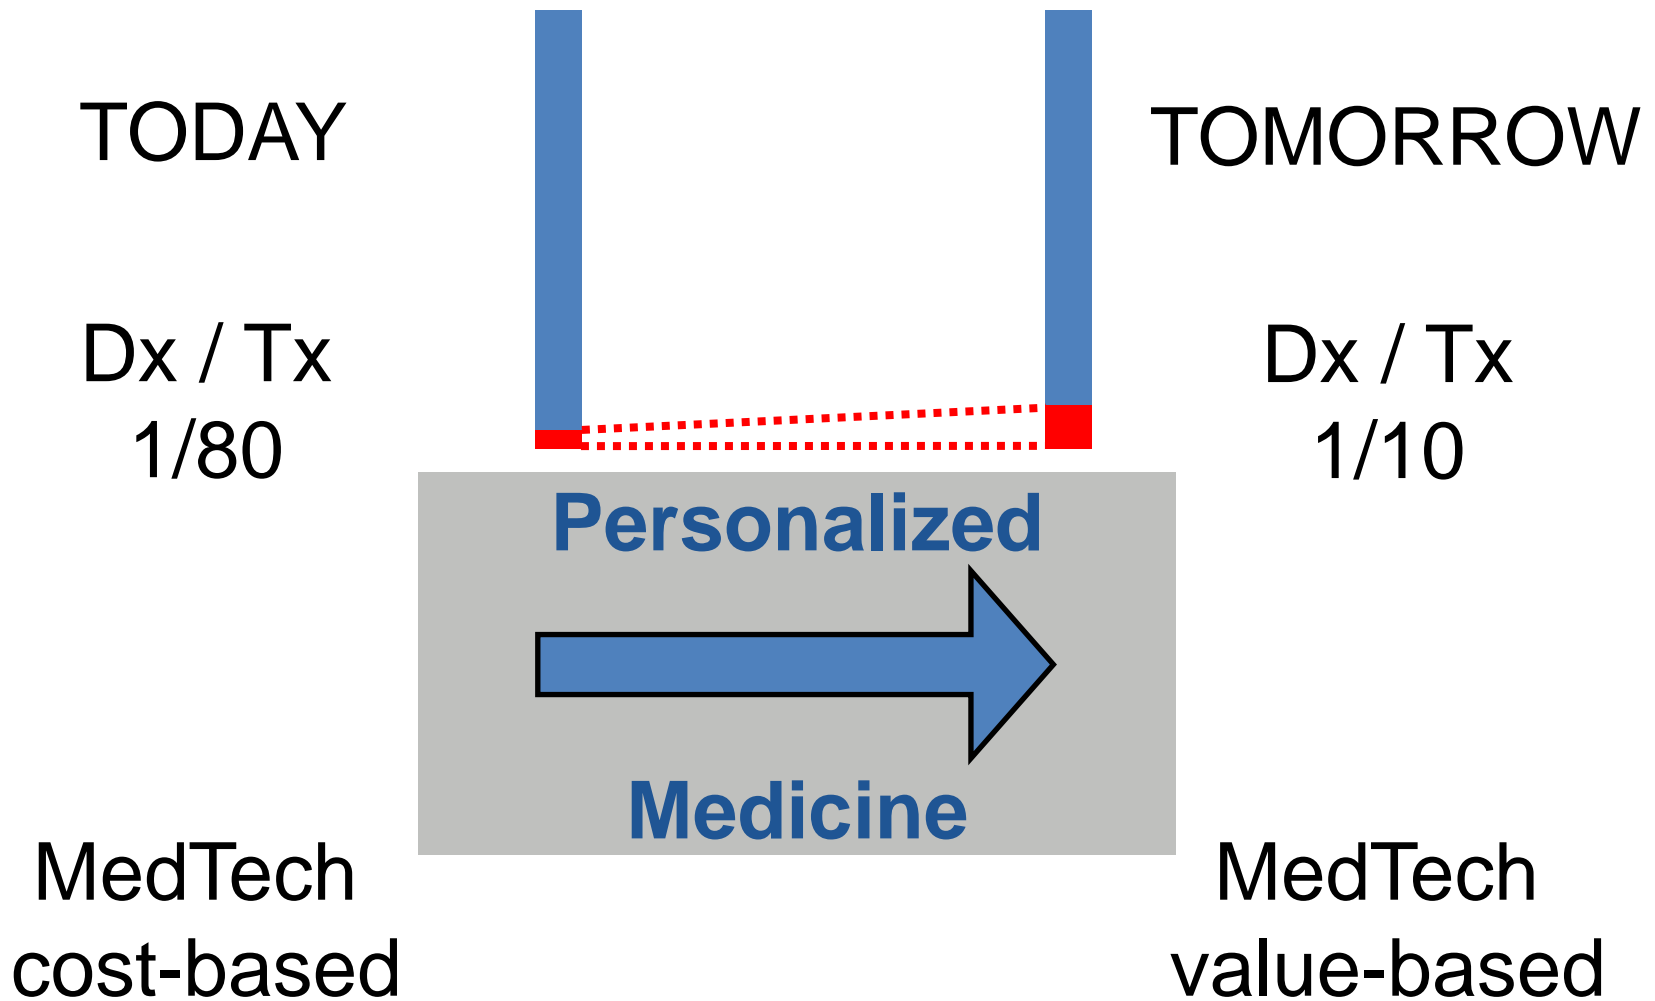 TODAY
Dx / Tx
1/80
MedTech
cost-based
Personalized
Medicine
TOMORROW
Dx / Tx
1/10
MedTech
value-based